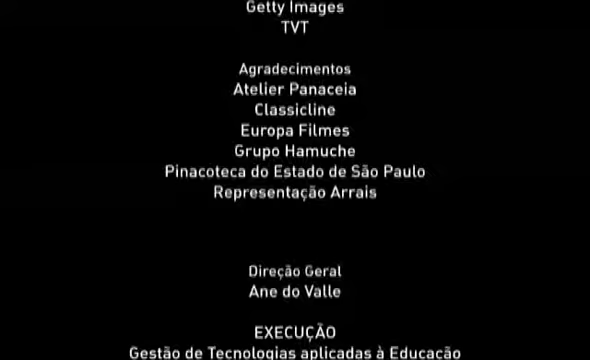 Getty Images
TVT
Agradecimentos
Atelier Panaceia
Classicline
Europa Filmes
Grupo Hamuche
Pinacoteca do Estado de São Paulo
Representação Arrais
Direção Geral
Ane do Valle
EXECUÇÃO
Gestão de Tecnologias aplicadas à Educação